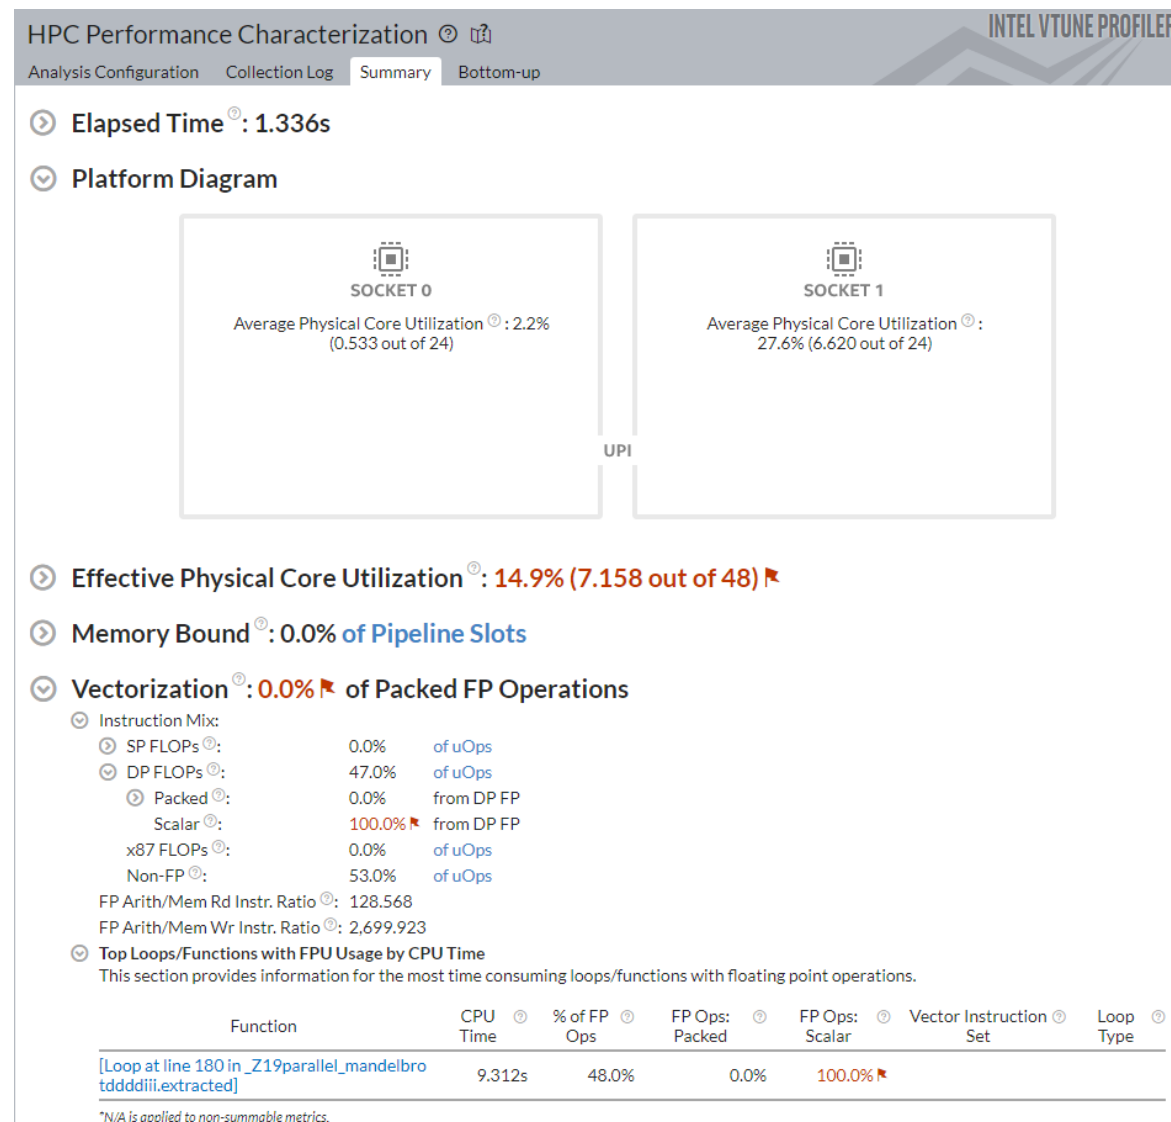 HPC Performance Characterization
INTEL VTUNE PROFILER
Analysis Configuration Collection Log Summary Bottom-up
Elapsed Time: 1.336s
Platform Diagram
SOCKET 0
Average Physical Core Utilization : 2.2%
(0.533 out of 24)
SOCKET 1
Average Physical Core Utilization :
27.6% (6.620 out of 24)
UPI
Effective Physical Core Utilization: 14.9% (7.158 out of 48)
Memory Bound: 0.0% of Pipeline Slots
Vectorization: 0.0% of Packed FP Operations
Instruction Mix:
SP FLOPs: 0.0% of uOps
DP FLOPs: 47.0% of uOps
Packed: 0.0% from DP FP
Scalar: 100.0% from DP FP
x87 FLOPs: 0.0% of uOps
Non-FP: 53.0% of uOps
FP Arith/Mem Rd Instr. Ratio: 128.568
FP Arith/Mem Wr Instr. Ratio: 2,699.923
Top Loops/Functions with FPU Usage by CPU Time
This section provides information for the most time consuming loops/functions with floating point operations.
Function CPU Time % of FP Ops FP Ops: Packed FP Ops: Scalar Vector Instruction Set Loop Type
[Loop at line 180 in _Z19parallel_mandelbro
tddddiii.extracted] 9.312s 48.0% 0.0% 100.0%
*N/A is applied to non-summable metrics.